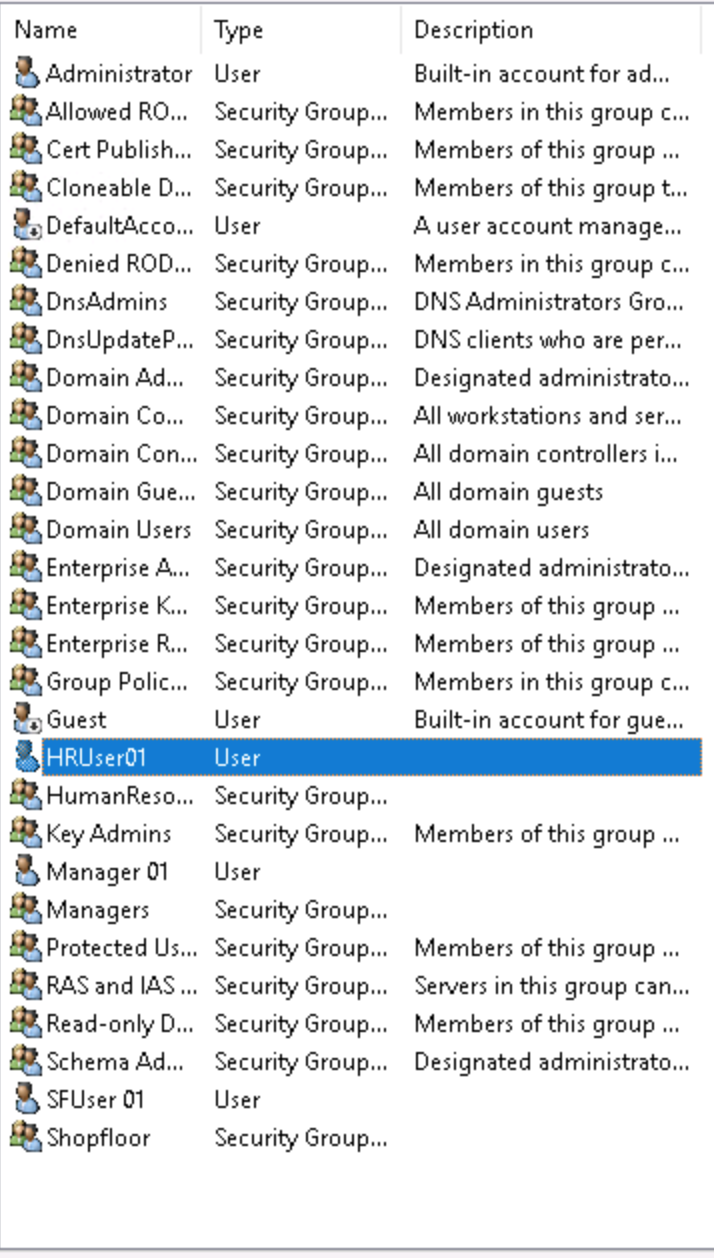 Name Type Description
Administrator User Built-in account for ad...
Allowed RO... Security Group... Members in this group c...
Cert Publish... Security Group... Members of this group ...
Cloneable D... Security Group... Members of this group t...
DefaultAcco... User A user account manage...
Denied ROD... Security Group... Members in this group c...
DnsAdmins Security Group... DNS Administrators Gro...
DnsUpdateP... Security Group... DNS clients who are per...
Domain Ad... Security Group... Designated administrato...
Domain Co... Security Group... All workstations and ser...
Domain Con... Security Group... All domain controllers i...
Domain Gue... Security Group... All domain guests
Domain Users Security Group... All domain users
Enterprise A... Security Group... Designated administrato...
Enterprise K... Security Group... Members of this group ...
Enterprise R... Security Group... Members of this group ...
Group Polic... Security Group... Members in this group c...
Guest User Built-in account for gue...
HRUser01 User
HumanReso... Security Group...
Key Admins Security Group... Members of this group ...
Manager 01 User
Managers Security Group...
Protected Us... Security Group... Members of this group ...
RAS and IAS ... Security Group... Servers in this group can...
Read-only D... Security Group... Members of this group ...
Schema Ad... Security Group... Designated administrato...
SFUser 01 User
Shopfloor Security Group...